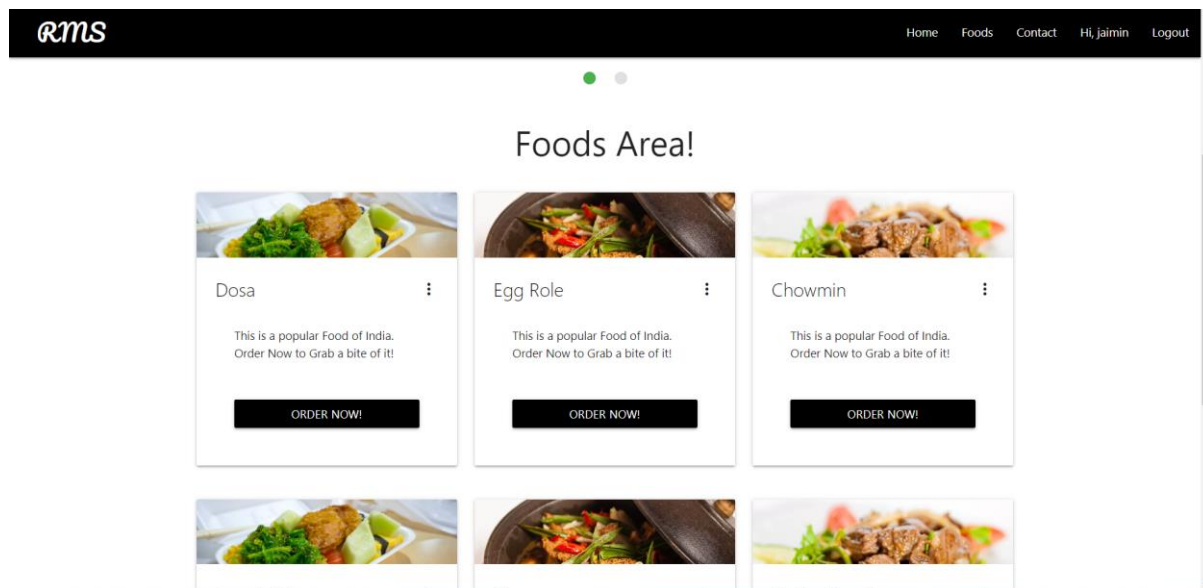 RMS
Home Foods Contact Hi, jaimin Logout
Foods Area!
Dosa
This is a popular Food of India.
Order Now to Grab a bite of it!
ORDER NOW!
Egg Role
This is a popular Food of India.
Order Now to Grab a bite of it!
ORDER NOW!
Chowmin
This is a popular Food of India.
Order Now to Grab a bite of it!
ORDER NOW!